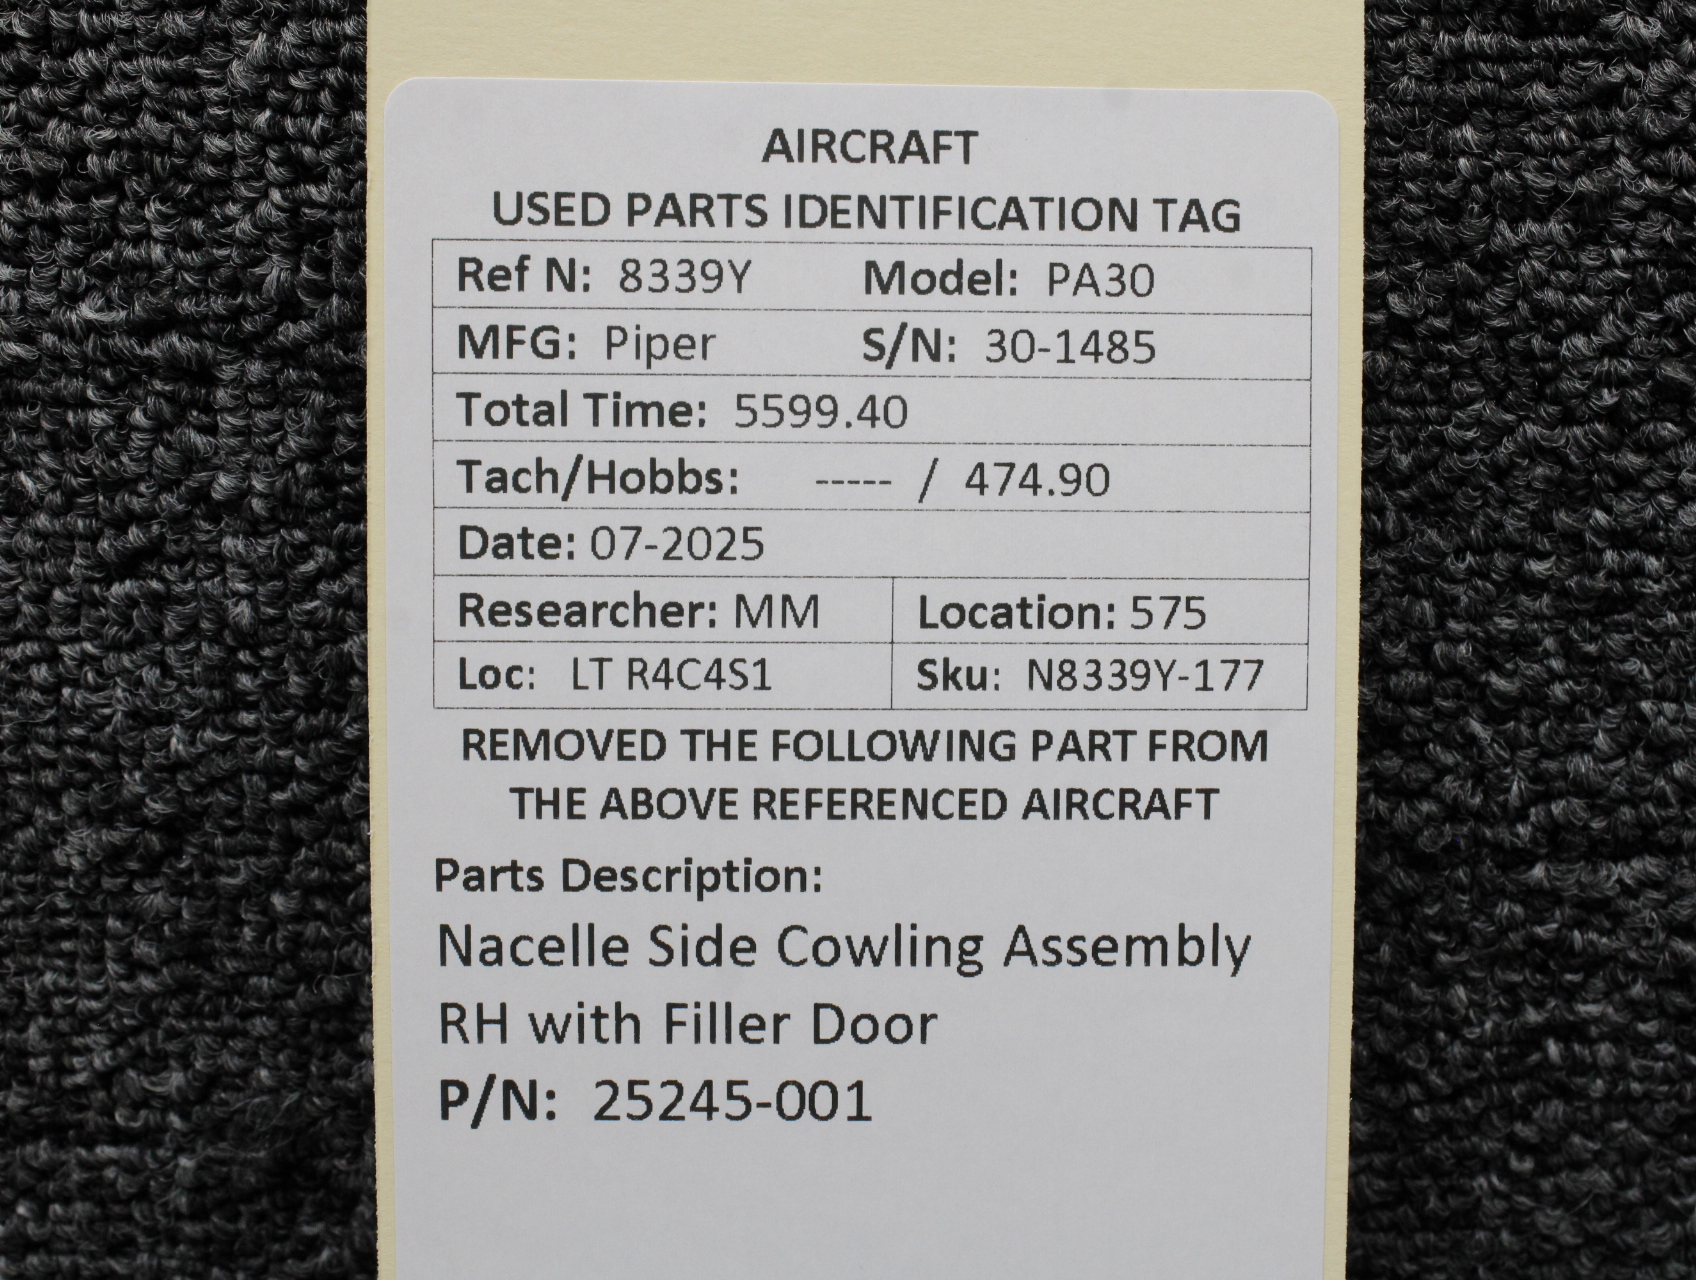 AIRCRAFT
USED PARTS IDENTIFICATION TAG
Ref N: 8339Y Model: PA30
MFG: Piper S/N: 30-1485
Total Time: 5599.40
Tach/Hobbs: ----- / 474.90
Date: 07-2025
Researcher: MM Location: 575
Loc: LT R4C4S1 Sku: N8339Y-177
REMOVED THE FOLLOWING PART FROM
THE ABOVE REFERENCED AIRCRAFT
Parts Description:
Nacelle Side Cowling Assembly
RH with Filler Door
P/N: 25245-001